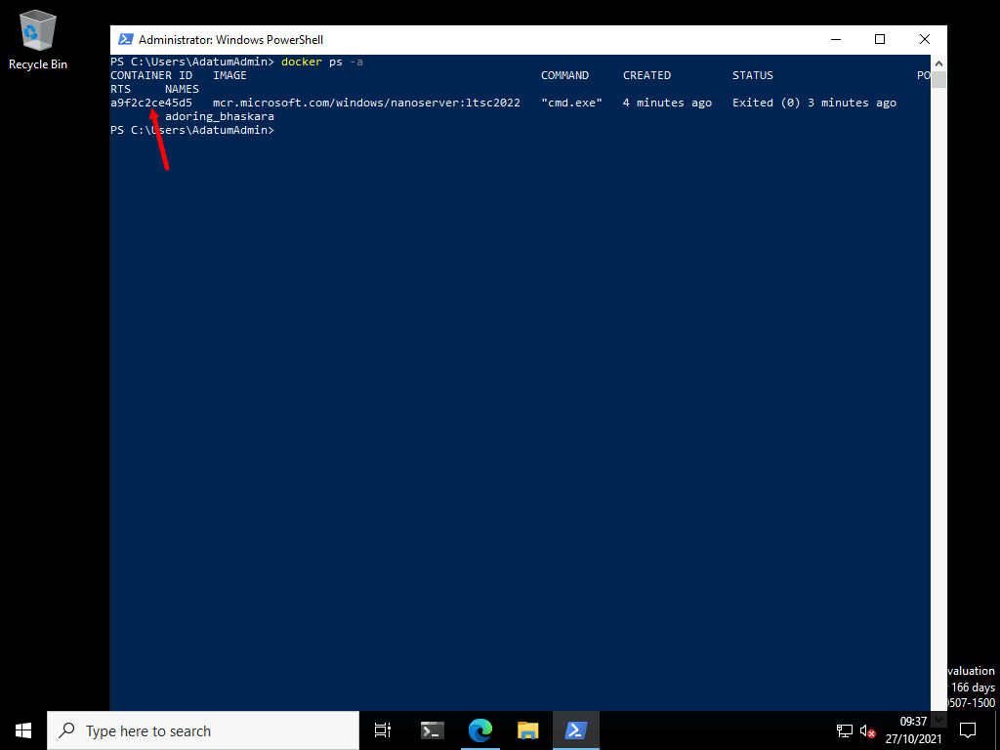 Recycle Bin
Administrator: Windows PowerShell
PS C:\Users\AdatumAdmin> docker ps -a
CONTAINER ID   IMAGE                                           COMMAND     CREATED         STATUS                     PO
RTS     NAMES
a9f2c2ce45d5   mcr.microsoft.com/windows/nanoserver:ltsc2022   "cmd.exe"   4 minutes ago   Exited (0) 3 minutes ago
        adoring_bhaskara
PS C:\Users\AdatumAdmin>
valuation
166 days
0507-1500
Type here to search
09:37
27/10/2021